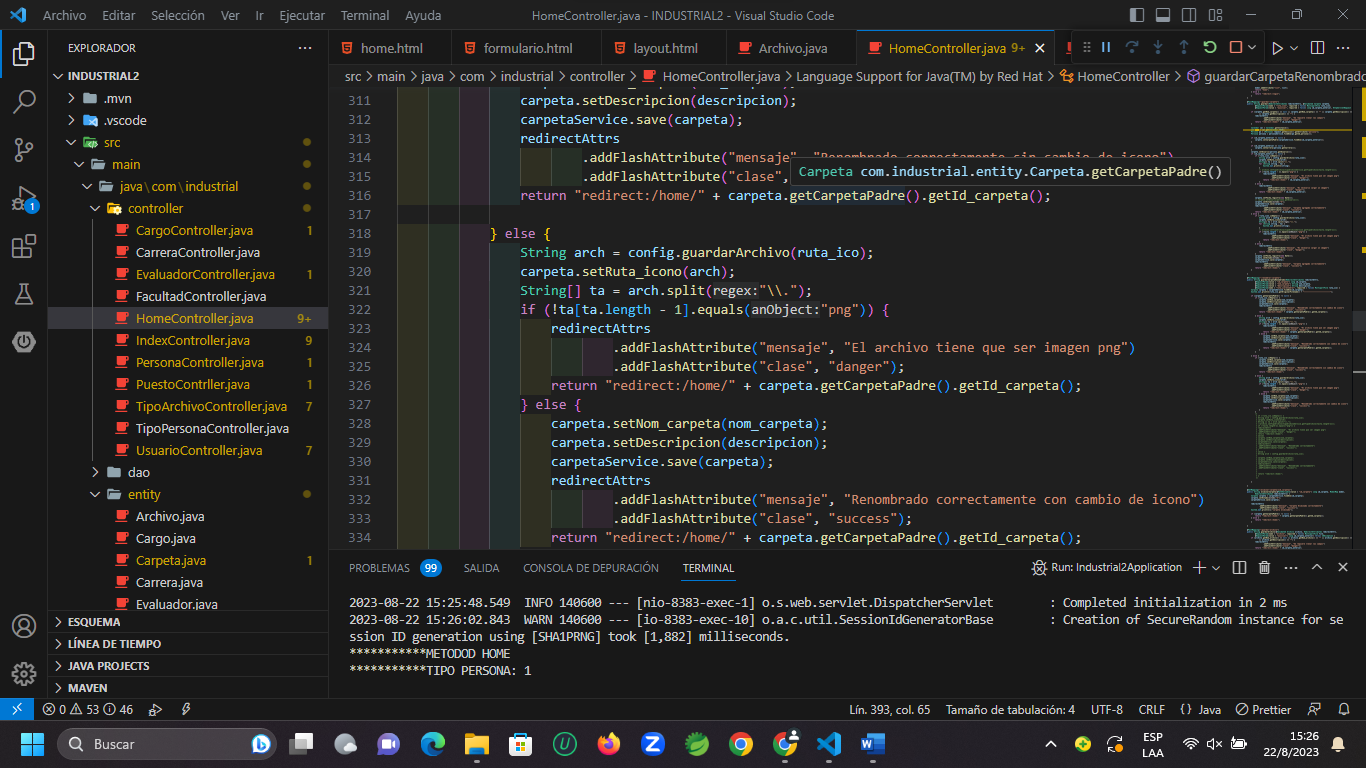 Archivo Editar Selección Ver Ir Ejecutar Terminal Ayuda HomeController.java - INDUSTRIAL2 - Visual Studio Code
EXPLORADOR
INDUSTRIAL2
.mvn
.vscode
src
main
java\com\industrial
controller
CargoController.java 1
CarreraController.java
EvaluadorController.java 1
FacultadController.java
HomeController.java 9+
IndexController.java 9
PersonaController.java 1
PuestoContrller.java 1
TipoArchivoController.java 7
TipoPersonaController.java
UsuarioController.java 7
dao
entity
Archivo.java
Cargo.java
Carpeta.java 1
Carrera.java
Evaluador.java
ESQUEMA
LÍNEA DE TIEMPO
JAVA PROJECTS
MAVEN
1
home.html formulario.html layout.html Archivo.java HomeController.java 9+
src > main > java > com > industrial > controller > HomeController.java > Language Support for Java(TM) by Red Hat > HomeController > guardarCarpetaRenombrado
311 carpeta.setDescripcion(descripcion);
312 carpetaService.save(carpeta);
313 redirectAttrs
314 .addFlashAttribute("mensaje", "Renombrado correctamente sin cambio de icono")
315 .addFlashAttribute("clase",
Carpeta com.industrial.entity.Carpeta.getCarpetaPadre()
316 return "redirect:/home/" + carpeta.getCarpetaPadre().getId_carpeta();
317
318 } else {
319 String arch = config.guardarArchivo(ruta_ico);
320 carpeta.setRuta_icono(arch);
321 String[] ta = arch.split(regex:"\\.");
322 if (!ta[ta.length - 1].equals(anObject:"png")) {
323 redirectAttrs
324 .addFlashAttribute("mensaje", "El archivo tiene que ser imagen png")
325 .addFlashAttribute("clase", "danger");
326 return "redirect:/home/" + carpeta.getCarpetaPadre().getId_carpeta();
327 } else {
328 carpeta.setNom_carpeta(nom_carpeta);
329 carpeta.setDescripcion(descripcion);
330 carpetaService.save(carpeta);
331 redirectAttrs
332 .addFlashAttribute("mensaje", "Renombrado correctamente con cambio de icono")
333 .addFlashAttribute("clase", "success");
334 return "redirect:/home/" + carpeta.getCarpetaPadre().getId_carpeta();
PROBLEMAS 99 SALIDA CONSOLA DE DEPURACIÓN TERMINAL Run: Industrial2Application
2023-08-22 15:25:48.549 INFO 140600 --- [nio-8383-exec-1] o.s.web.servlet.DispatcherServlet : Completed initialization in 2 ms
2023-08-22 15:26:02.843 WARN 140600 --- [io-8383-exec-10] o.a.c.util.SessionIdGeneratorBase : Creation of SecureRandom instance for se
ssion ID generation using [SHA1PRNG] took [1,882] milliseconds.
***********METODOD HOME
***********TIPO PERSONA: 1
0 53 46 Lín. 393, col. 65 Tamaño de tabulación: 4 UTF-8 CRLF {} Java Prettier
Buscar ESP LAA 15:26 22/8/2023